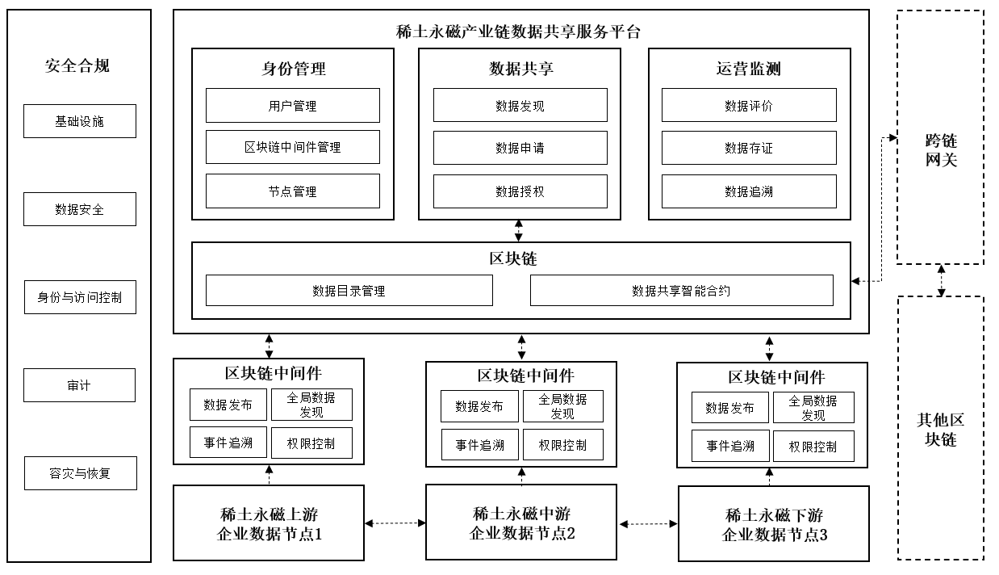 安全合规
基础设施
数据安全
身份与访问控制
审计
容灾与恢复
稀土永磁产业链数据共享服务平台
身份管理
用户管理
区块链中间件管理
节点管理
数据共享
数据发现
数据申请
数据授权
运营监测
数据评价
数据存证
数据追溯
区块链
数据目录管理
数据共享智能合约
区块链中间件
数据发布
全局数据
发现
事件追溯
权限控制
区块链中间件
数据发布
全局数据
发现
事件追溯
权限控制
区块链中间件
数据发布
全局数据
发现
事件追溯
权限控制
稀土永磁上游
企业数据节点1
稀土永磁中游
企业数据节点2
稀土永磁下游
企业数据节点3
跨链
网关
其他区
块链